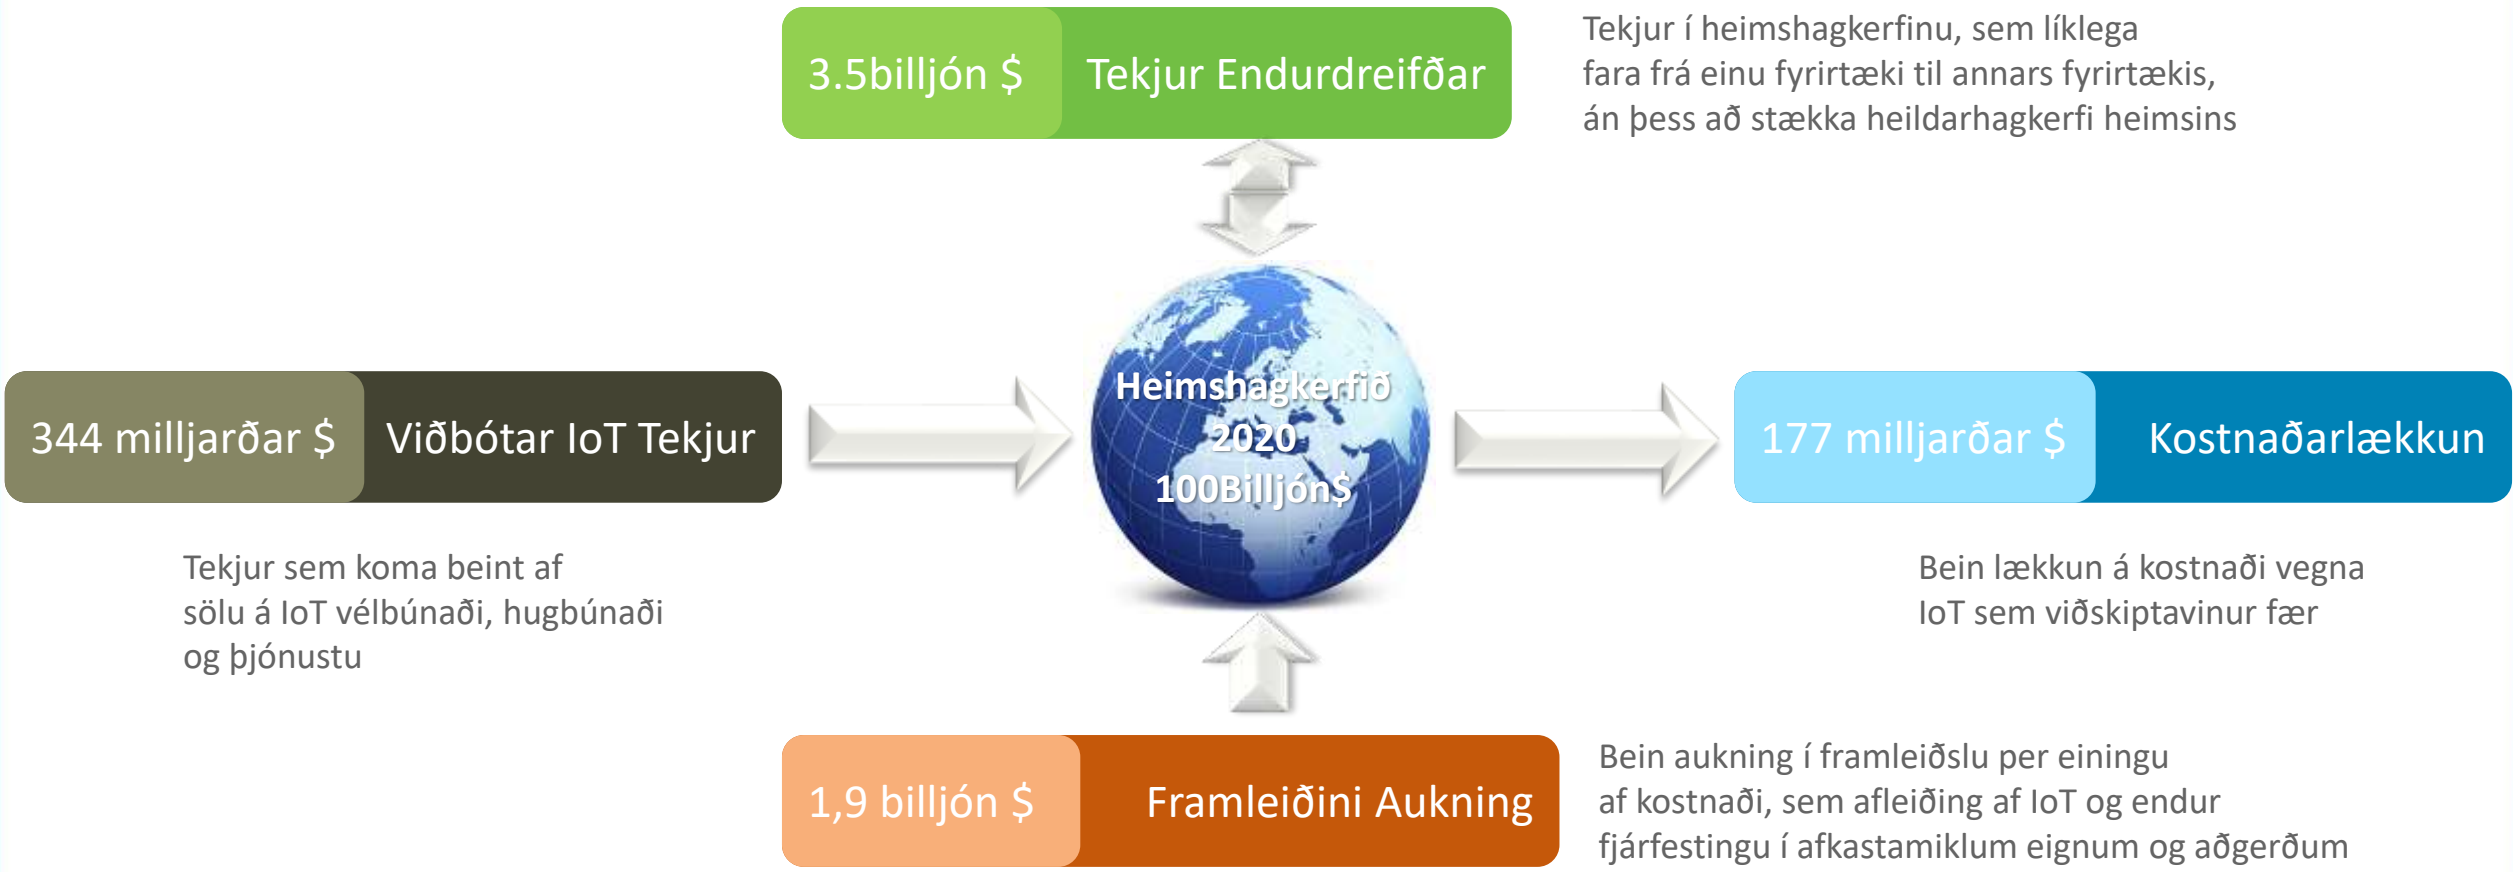 3.5billjón $
Tekjur Endurdreifðar
Tekjur í heimshagkerfinu, sem líklega
fara frá einu fyrirtæki til annars fyrirtækis,
án þess að stækka heildarhagkerfi heimsins
344 milljarðar $
Viðbótar IoT Tekjur
Heimshagkerfið
2020
100Billjón$
177 milljarðar $
Kostnaðarlækkun
Tekjur sem koma beint af
sölu á IoT vélbúnaði, hugbúnaði
og þjónustu
Bein lækkun á kostnaði vegna
IoT sem viðskiptavinur fær
1,9 billjón $
Framleiðini Aukning
Bein aukning í framleiðslu per einingu
af kostnaði, sem afleiðing af IoT og endur
fjárfestingu í afkastamiklum eignum og aðgerðum